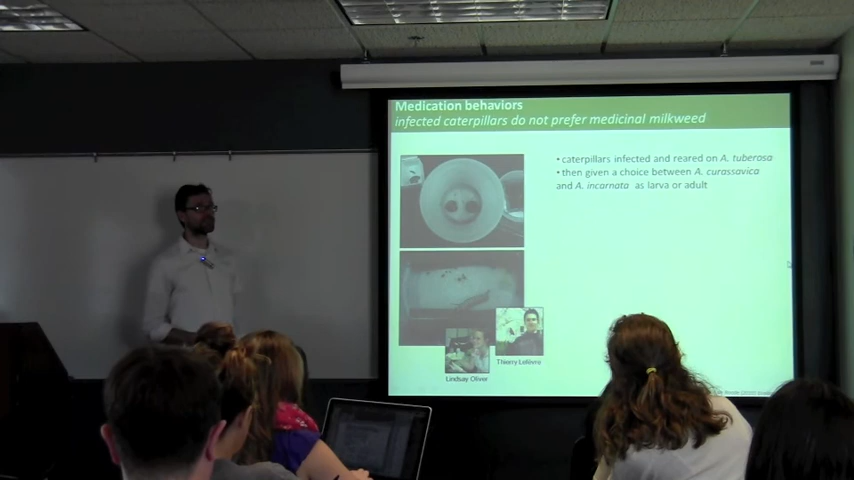 Medication behaviors
infected caterpillars do not prefer medicinal milkweed
• caterpillars infected and reared on A. tuberosa
• then given a choice between A. curassavica
and A. incarnata as larva or adult
Thierry Lefèvre
Lindsay Oliver